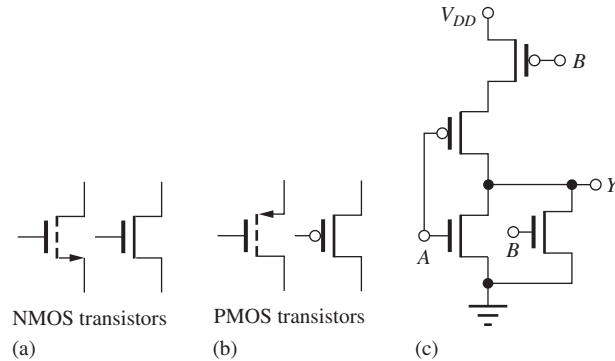 V_DD
B
Y
A
B
NMOS transistors
PMOS transistors
(a)
(b)
(c)